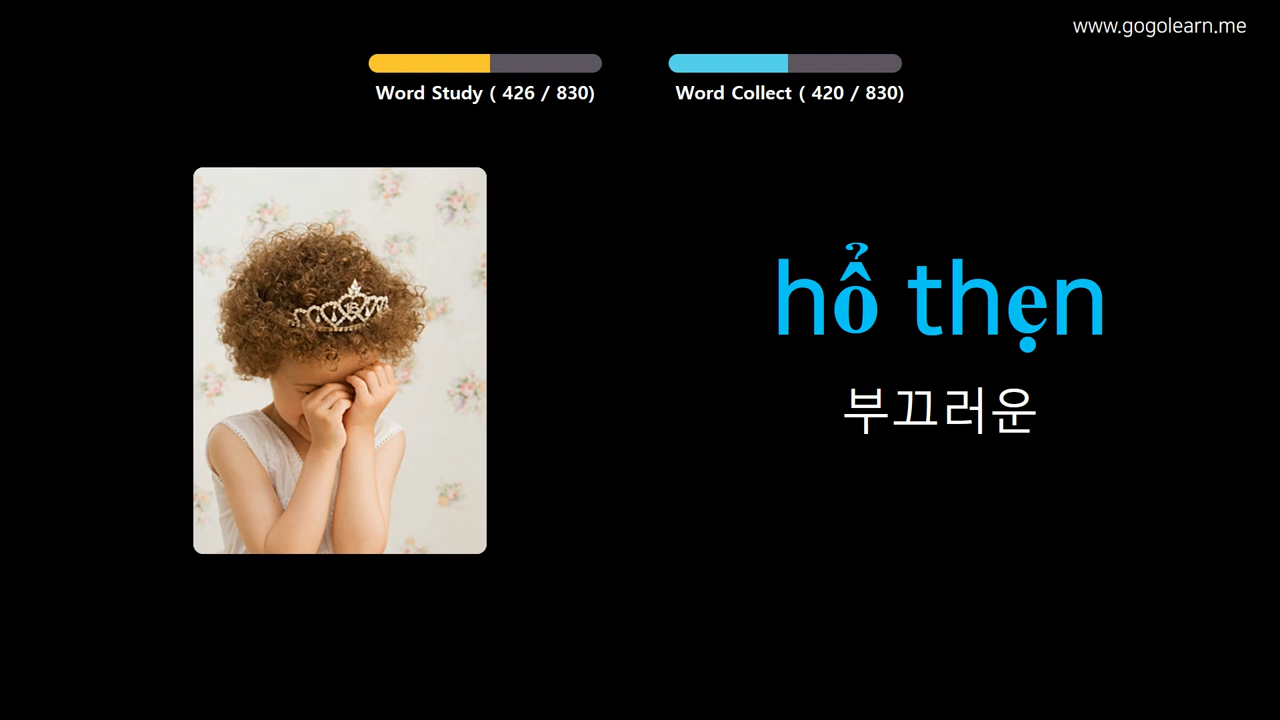 www.gogolearn.me
Word Study ( 426 / 830)
Word Collect ( 420 / 830)
hổ thẹn
부끄러운